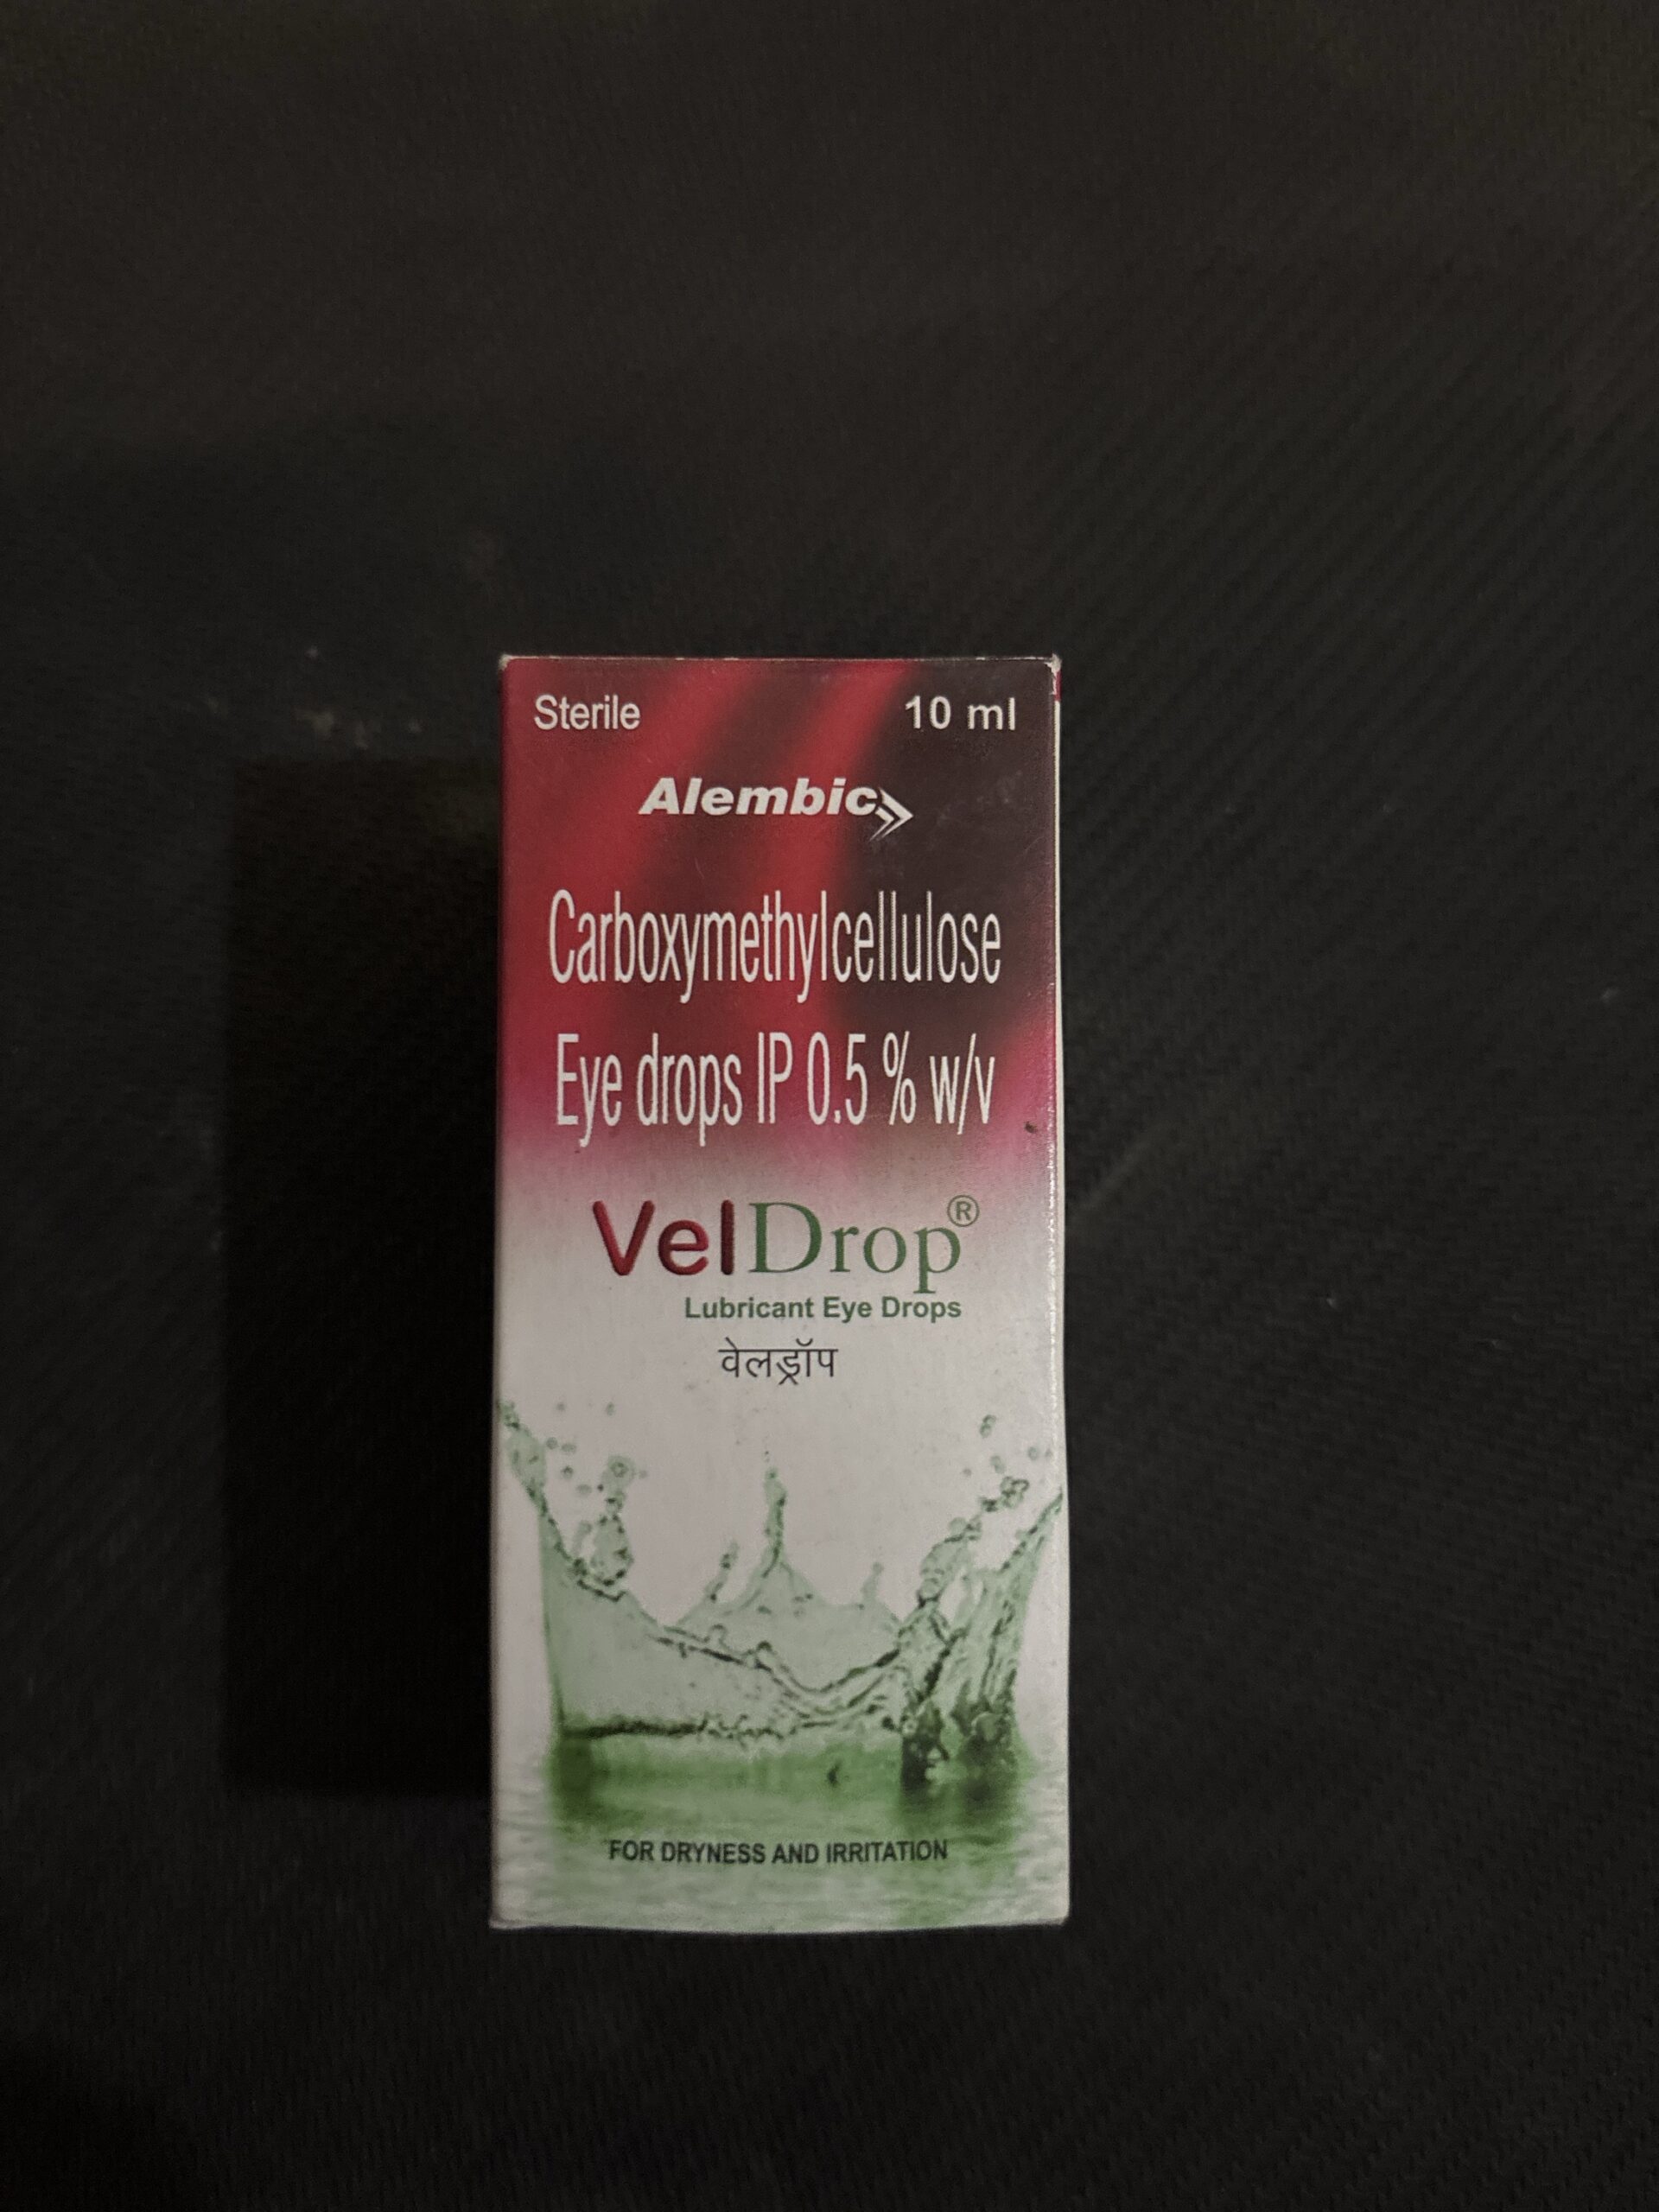 Sterile 10 ml
Alembic
Carboxymethylcellulose
Eye drops IP 0.5 % w/v
VelDrop®
Lubricant Eye Drops
वेलड्रॉप
FOR DRYNESS AND IRRITATION